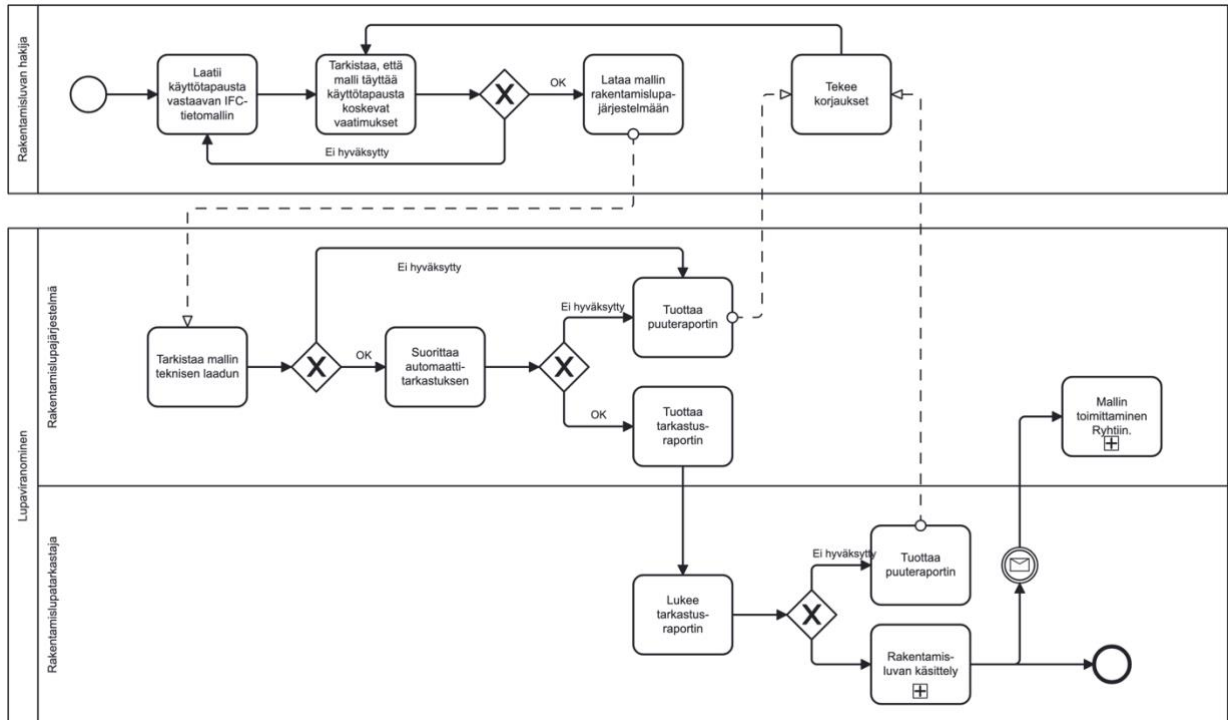 Rakentamisluvan hakija
Laatii
käyttötapausta
vastaavan IFC-
tietomallin
Tarkistaa, että
malli täyttää
käyttötapausta
koskevat
vaatimukset
OK
Ei hyväksytty
Lataa mallin
rakentamislupa-
järjestelmään
Tekee
korjaukset
Lupaviranominen
Rakentamislupajärjestelmä
Tarkistaa mallin
teknisen laadun
Ei hyväksytty
OK
Suorittaa
automaatti-
tarkastuksen
Ei hyväksytty
OK
Tuottaa
puuteraportin
Tuottaa
tarkastus-
raportin
Mallin
toimittaminen
Ryhtiin.
Rakentamislupatarkastaja
Lukee
tarkastus-
raportin
Ei hyväksytty
Tuottaa
puuteraportin
Rakentamis-
luvan käsittely